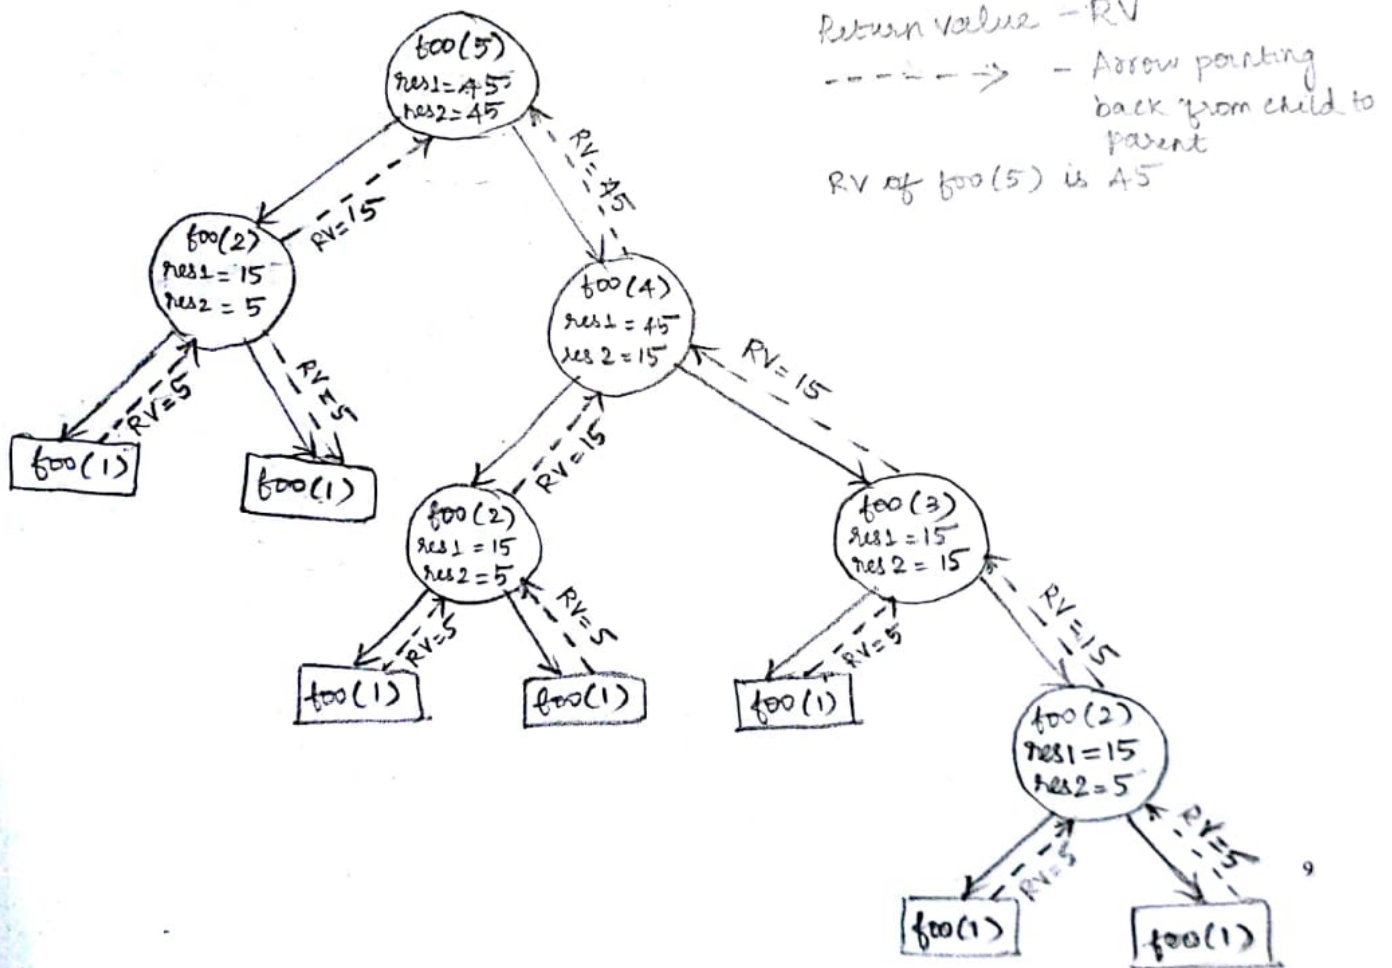 Return value - RV
- Arrow pointing
back from child to
parent
RV of foo(5) is 45
foo(5)
res1=45
res2=45
RV=15
RV=45
foo(2)
res1=15
res2=5
RV=5
RV=5
foo(1)
foo(1)
foo(4)
res1=45
res2=15
RV=15
RV=15
foo(2)
res1=15
res2=5
RV=5
RV=5
foo(1)
foo(1)
foo(3)
res1=15
res2=15
RV=5
RV=15
foo(1)
foo(2)
res1=15
res2=5
RV=5
RV=5
foo(1)
foo(1)
9